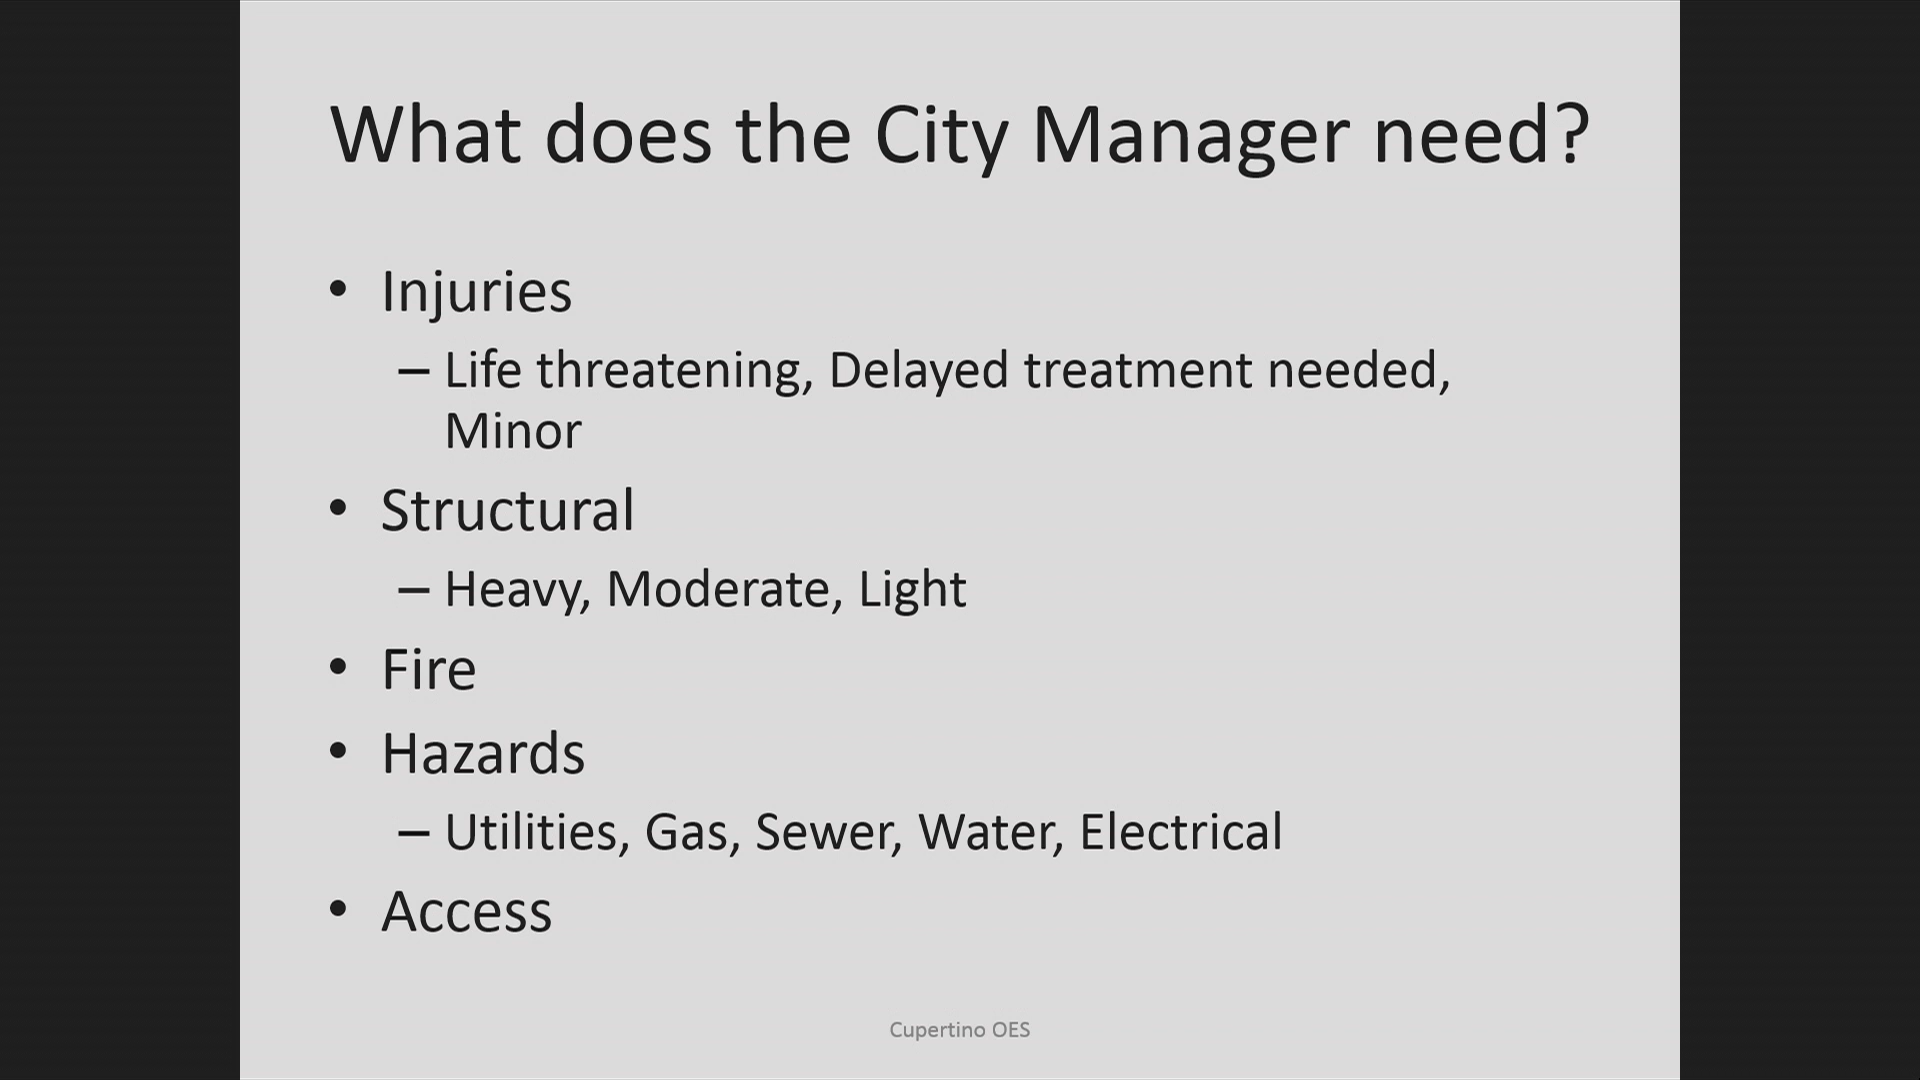 What does the City Manager need?
• Injuries
– Life threatening, Delayed treatment needed,
Minor
• Structural
– Heavy, Moderate, Light
• Fire
• Hazards
– Utilities, Gas, Sewer, Water, Electrical
• Access
Cupertino OES